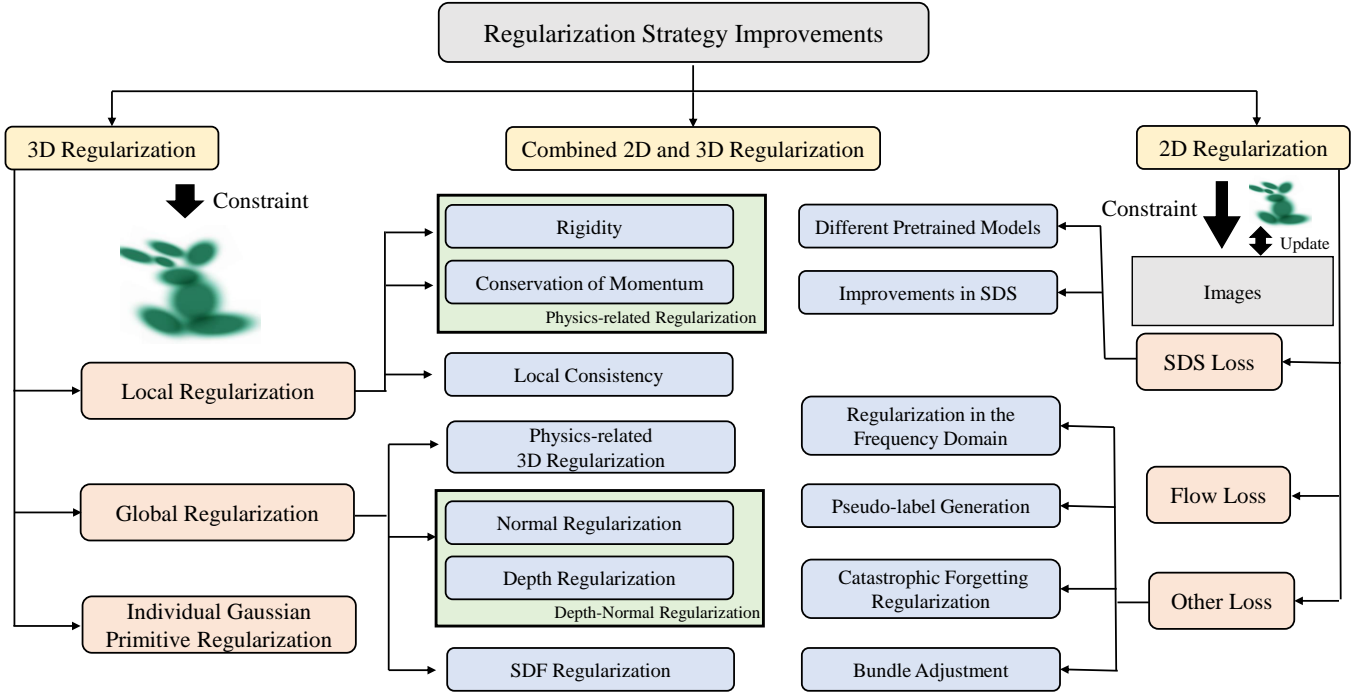 Regularization Strategy Improvements
3D Regularization
Combined 2D and 3D Regularization
2D Regularization
Constraint
Rigidity
Conservation of Momentum
Physics-related Regularization
Local Consistency
Local Regularization
Physics-related
3D Regularization
Global Regularization
Normal Regularization
Depth Regularization
Depth-Normal Regularization
Individual Gaussian
Primitive Regularization
SDF Regularization
Different Pretrained Models
Improvements in SDS
Constraint
Update
Images
SDS Loss
Regularization in the
Frequency Domain
Pseudo-label Generation
Flow Loss
Catastrophic Forgetting
Regularization
Other Loss
Bundle Adjustment